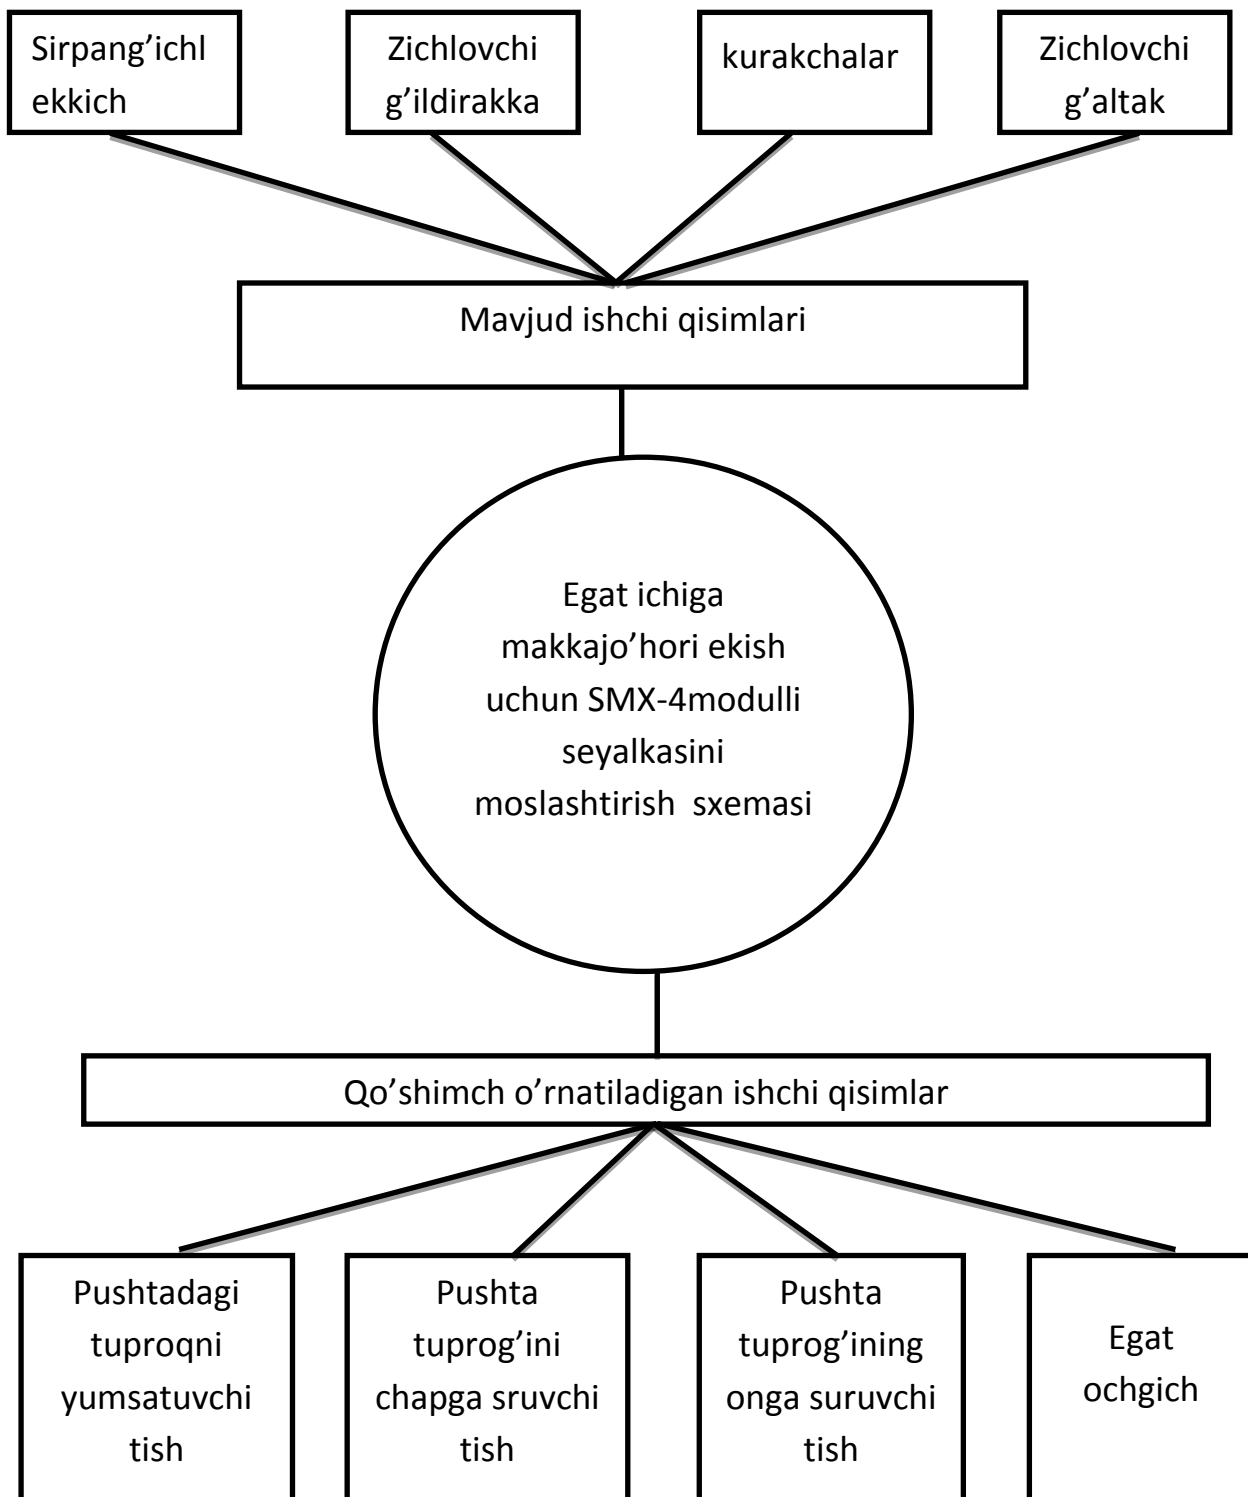 Sirpang’ichl
ekkich
Zichlovchi
g’ildirakka
kurakchalar
Zichlovchi
g’altak
Mavjud ishchi qisimlari
Egat ichiga
makkajo’hori ekish
uchun SMX-4modulli
seyalkasini
moslashtirish sxemasi
Qo’shimch o’rnatiladigan ishchi qisimlar
Pushtadagi
tuproqni
yumsatuvchi
tish
Pushta
tuprog’ini
chapga sruvchi
tish
Pushta
tuprog’ining
onga suruvchi
tish
Egat
ochgich